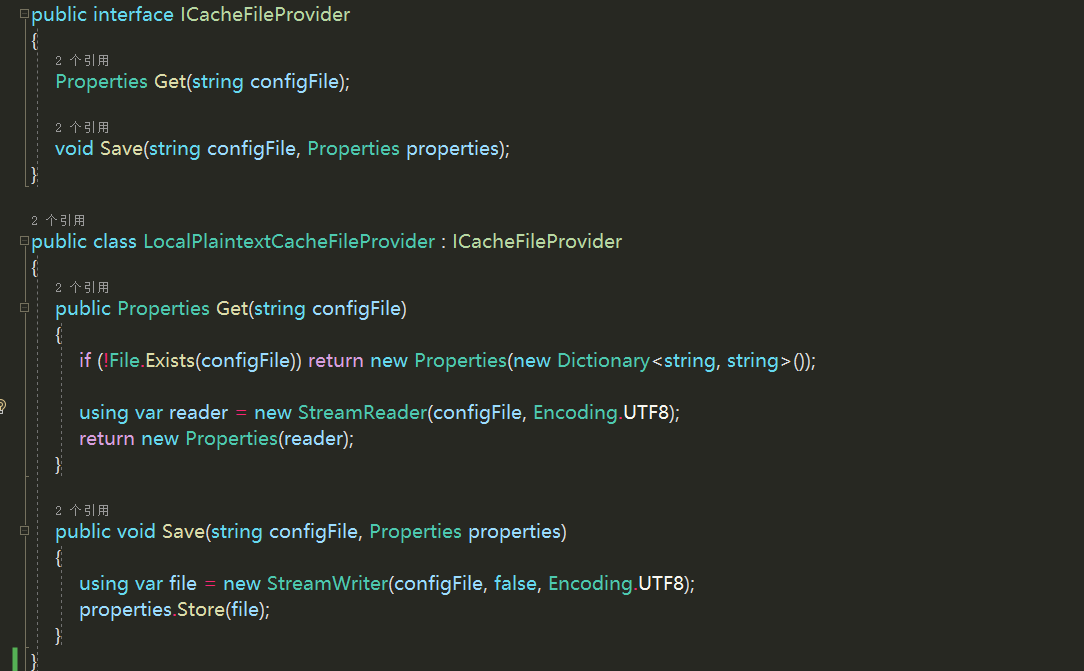 public interface ICacheFileProvider
{
2 个引用
Properties Get(string configFile);
2 个引用
void Save(string configFile, Properties properties);
}
2 个引用
public class LocalPlaintextCacheFileProvider : ICacheFileProvider
{
2 个引用
public Properties Get(string configFile)
{
if (!File.Exists(configFile)) return new Properties(new Dictionary<string, string>());
using var reader = new StreamReader(configFile, Encoding.UTF8);
return new Properties(reader);
}
2 个引用
public void Save(string configFile, Properties properties)
{
using var file = new StreamWriter(configFile, false, Encoding.UTF8);
properties.Store(file);
}
}